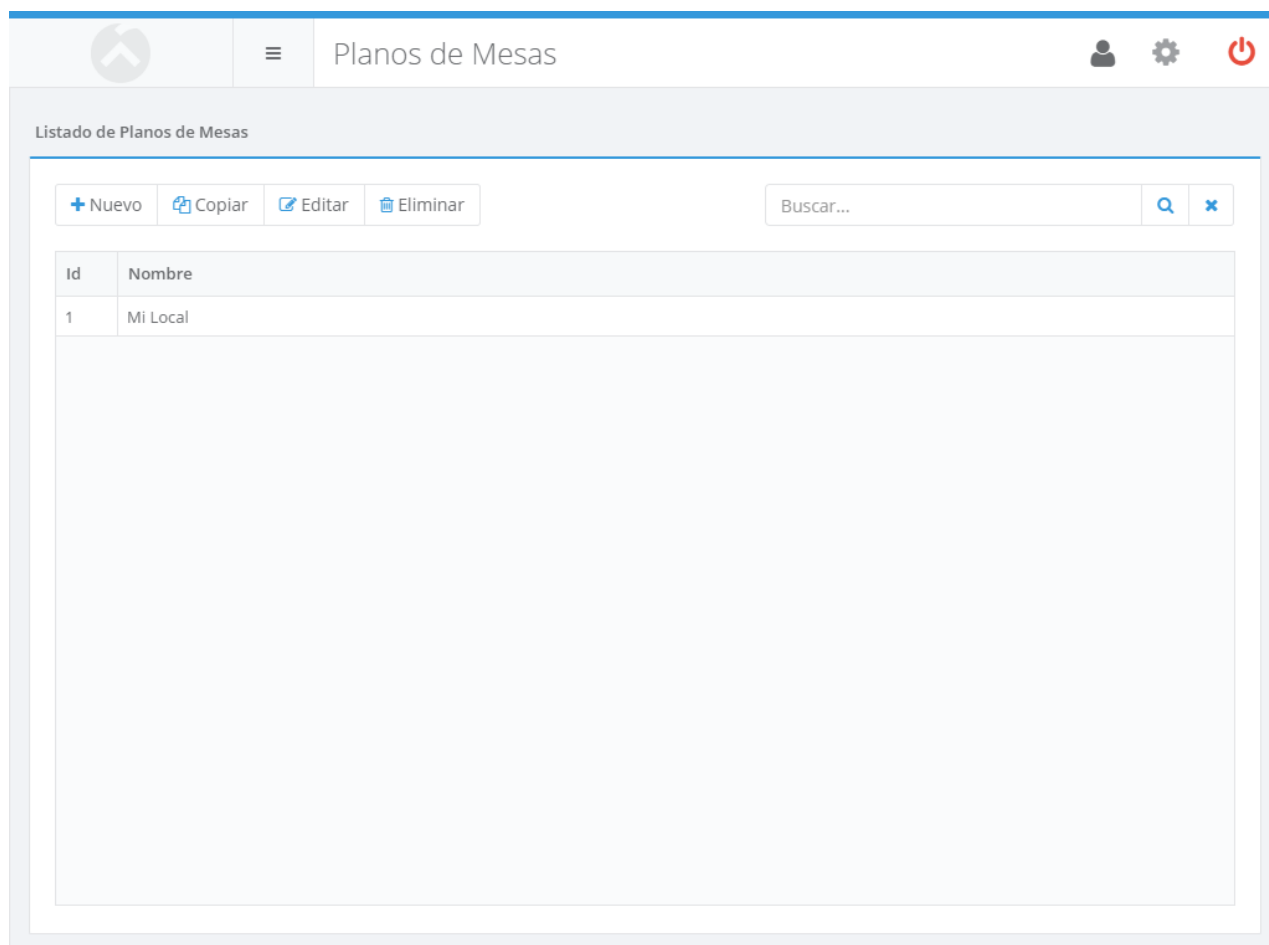 Planos de Mesas
Listado de Planos de Mesas
Nuevo Copiar Editar Eliminar Buscar...
Id Nombre
1 Mi Local